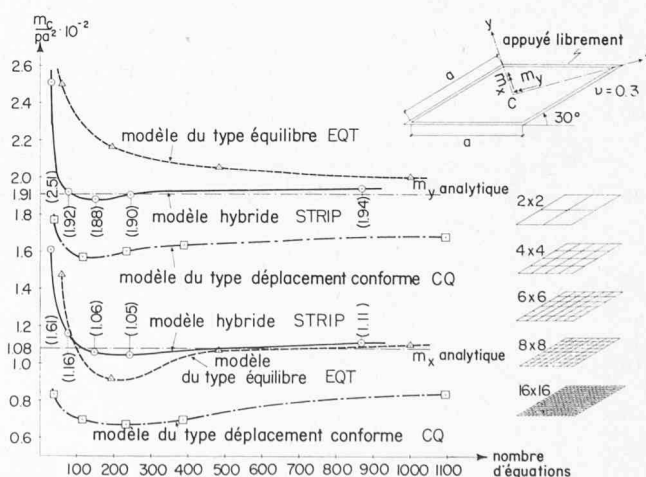 m_c
pa² · 10⁻²
2.6
2.4
2.2
2.0
1.91
1.8
1.6
1.4
1.2
1.08
1.0
0.8
0.6
modèle du type équilibre EQT
(2.51)
(1.92)
(1.88)
(1.90)
(1.94)
m_y analytique
modèle hybride STRIP
modèle du type déplacement conforme CQ
(1.61)
(1.16)
(1.06)
(1.05)
(1.11)
modèle hybride STRIP
m_x analytique
modèle
du type équilibre EQT
modèle du type déplacement conforme CQ
100 200 300 400 500 600 700 800 900 1000 1100
nombre
d'équations
y
appuyé librement
a
m_x
m_y
C
ν=0.3
30°
a
2x2
4x4
6x6
8x8
16x16